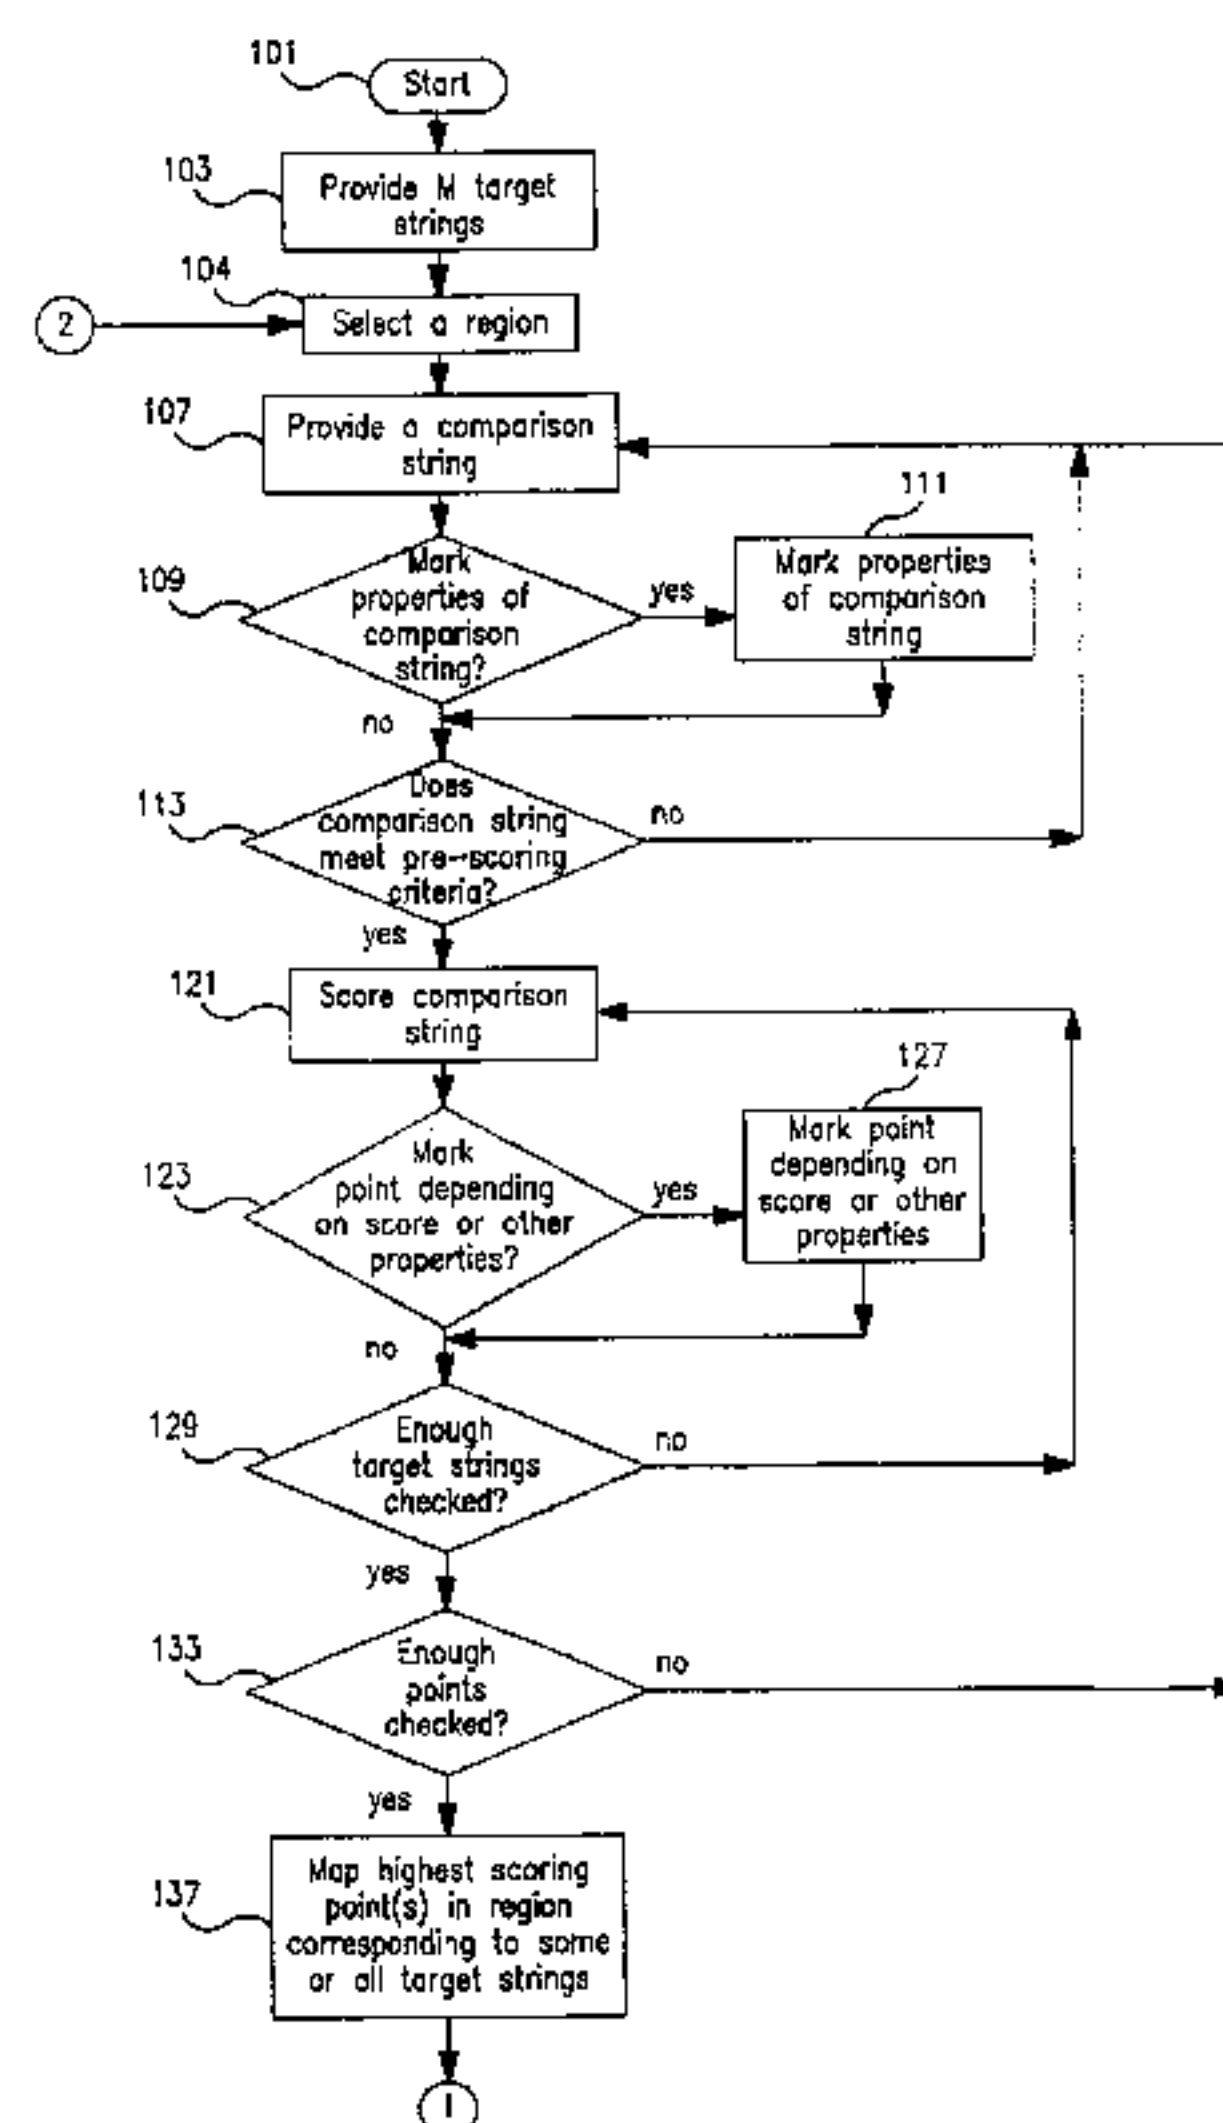 101
Start
103
Provide M target
strings
104
2
Select a region
107
Provide a comparison
string
109
Mark
properties of
comparison
string?
yes
111
Mark properties
of comparison
string
no
113
Does
comparison string
meet pre-scoring
criteria?
no
yes
121
Score comparison
string
123
Mark
point depending
on score or other
properties?
yes
127
Mark point
depending on
score or other
properties
no
129
Enough
target strings
checked?
no
yes
133
Enough
points
checked?
no
yes
137
Map highest scoring
point(s) in region
corresponding to some
or all target strings
1